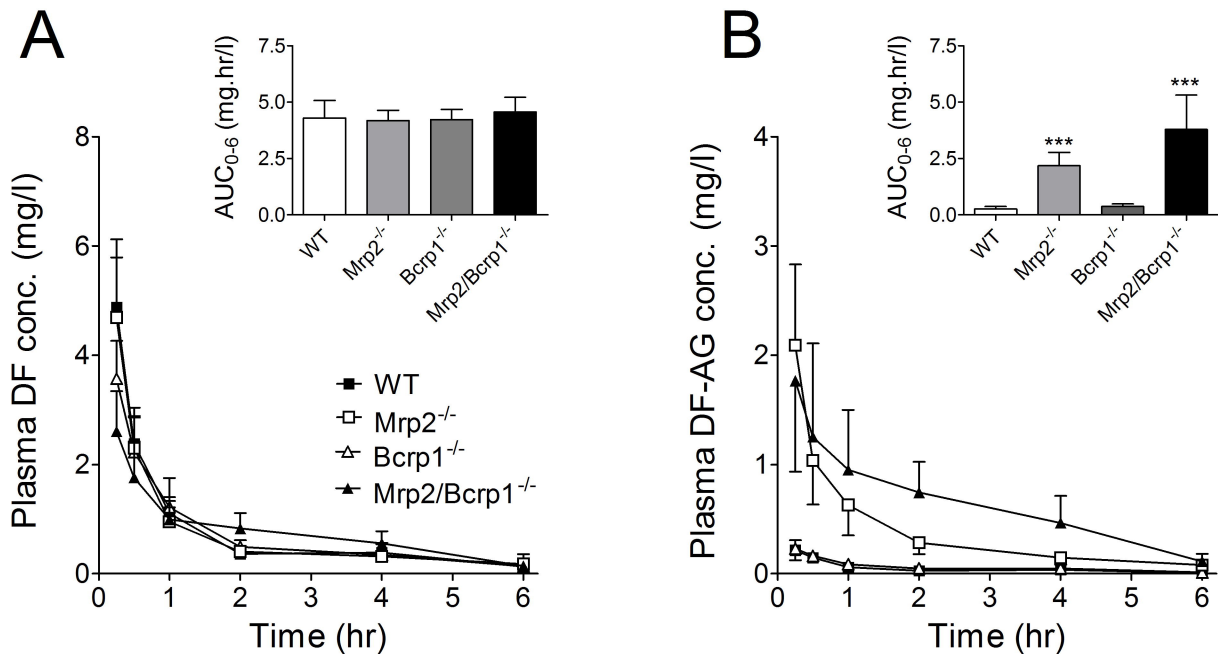 A
AUC0-6 (mg.hr/l)
7.5
5.0
2.5
0.0
WT
Mrp2-/-
Bcrp1-/-
Mrp2/Bcrp1-/-
Plasma DF conc. (mg/l)
8
6
4
2
0
WT
Mrp2-/-
Bcrp1-/-
Mrp2/Bcrp1-/-
0 1 2 3 4 5 6
Time (hr)
B
AUC0-6 (mg.hr/l)
7.5
5.0
2.5
0.0
***
***
WT
Mrp2-/-
Bcrp1-/-
Mrp2/Bcrp1-/-
Plasma DF-AG conc. (mg/l)
4
3
2
1
0
0 1 2 3 4 5 6
Time (hr)